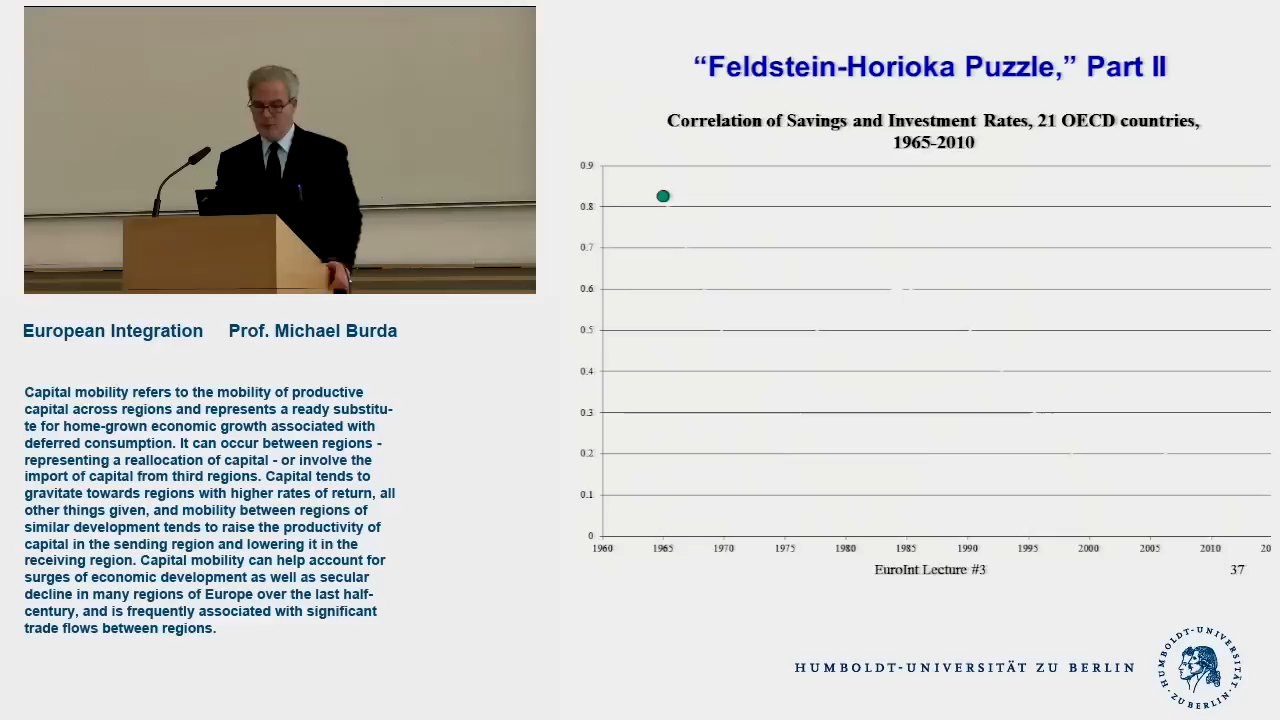 “Feldstein-Horioka Puzzle,” Part II
Correlation of Savings and Investment Rates, 21 OECD countries,
1965-2010
0.9
0.8
0.7
0.6
0.5
0.4
0.3
0.2
0.1
0
1960 1965 1970 1975 1980 1985 1990 1995 2000 2005 2010 20
EuroInt Lecture #3 37
European Integration Prof. Michael Burda
Capital mobility refers to the mobility of productive
capital across regions and represents a ready substitu-
te for home-grown economic growth associated with
deferred consumption. It can occur between regions -
representing a reallocation of capital - or involve the
import of capital from third regions. Capital tends to
gravitate towards regions with higher rates of return, all
other things given, and mobility between regions of
similar development tends to raise the productivity of
capital in the sending region and lowering it in the
receiving region. Capital mobility can help account for
surges of economic development as well as secular
decline in many regions of Europe over the last half-
century, and is frequently associated with significant
trade flows between regions.
HUMBOLDT-UNIVERSITÄT ZU BERLIN
HUMBOLDT-UNIVERSITÄT
ZU BERLIN